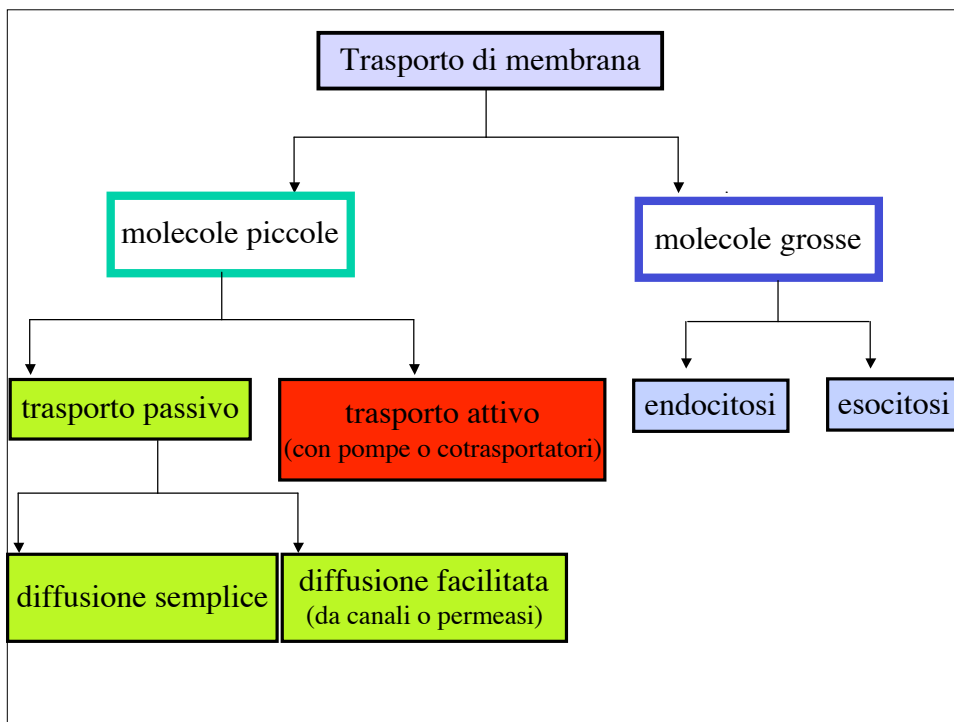 Trasporto di membrana
molecole piccole
molecole grosse
trasporto passivo
trasporto attivo
(con pompe o cotrasportatori)
endocitosi
esocitosi
diffusione semplice
diffusione facilitata
(da canali o permeasi)